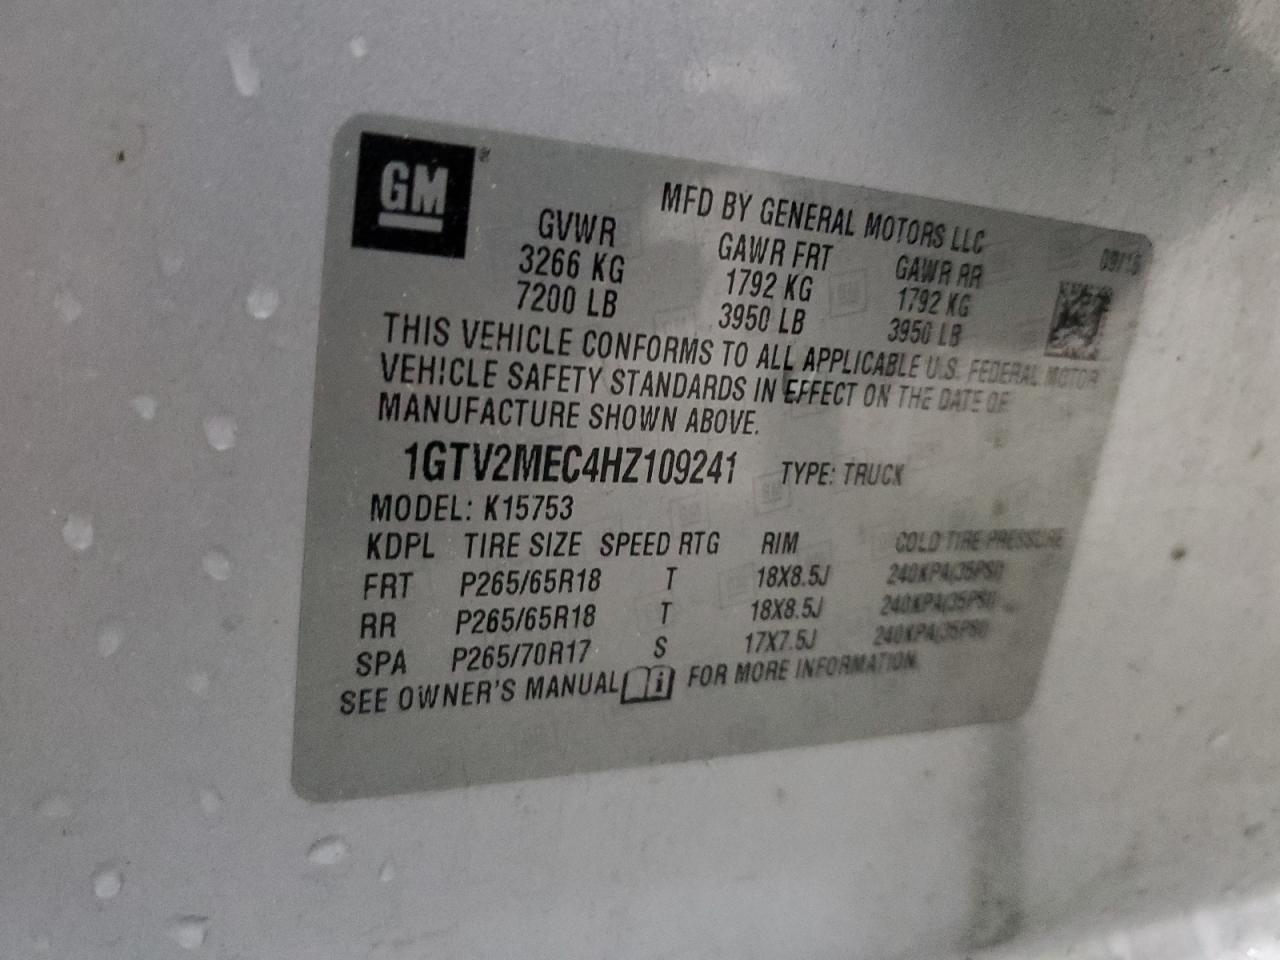 GM
MFD BY GENERAL MOTORS LLC
09/16
GVWR GAWR FRT GAWR RR
3266 KG 1792 KG 1792 KG
7200 LB 3950 LB 3950 LB
THIS VEHICLE CONFORMS TO ALL APPLICABLE U.S. FEDERAL MOTOR
VEHICLE SAFETY STANDARDS IN EFFECT ON THE DATE OF
MANUFACTURE SHOWN ABOVE.
1GTV2MEC4HZ109241 TYPE: TRUCK
MODEL: K15753
KDPL TIRE SIZE SPEED RTG RIM COLD TIRE PRESSURE
FRT P265/65R18 T 18X8.5J 240KPA(35PSI)
RR P265/65R18 T 18X8.5J 240KPA(35PSI)
SPA P265/70R17 S 17X7.5J 240KPA(35PSI)
SEE OWNER'S MANUAL FOR MORE INFORMATION.